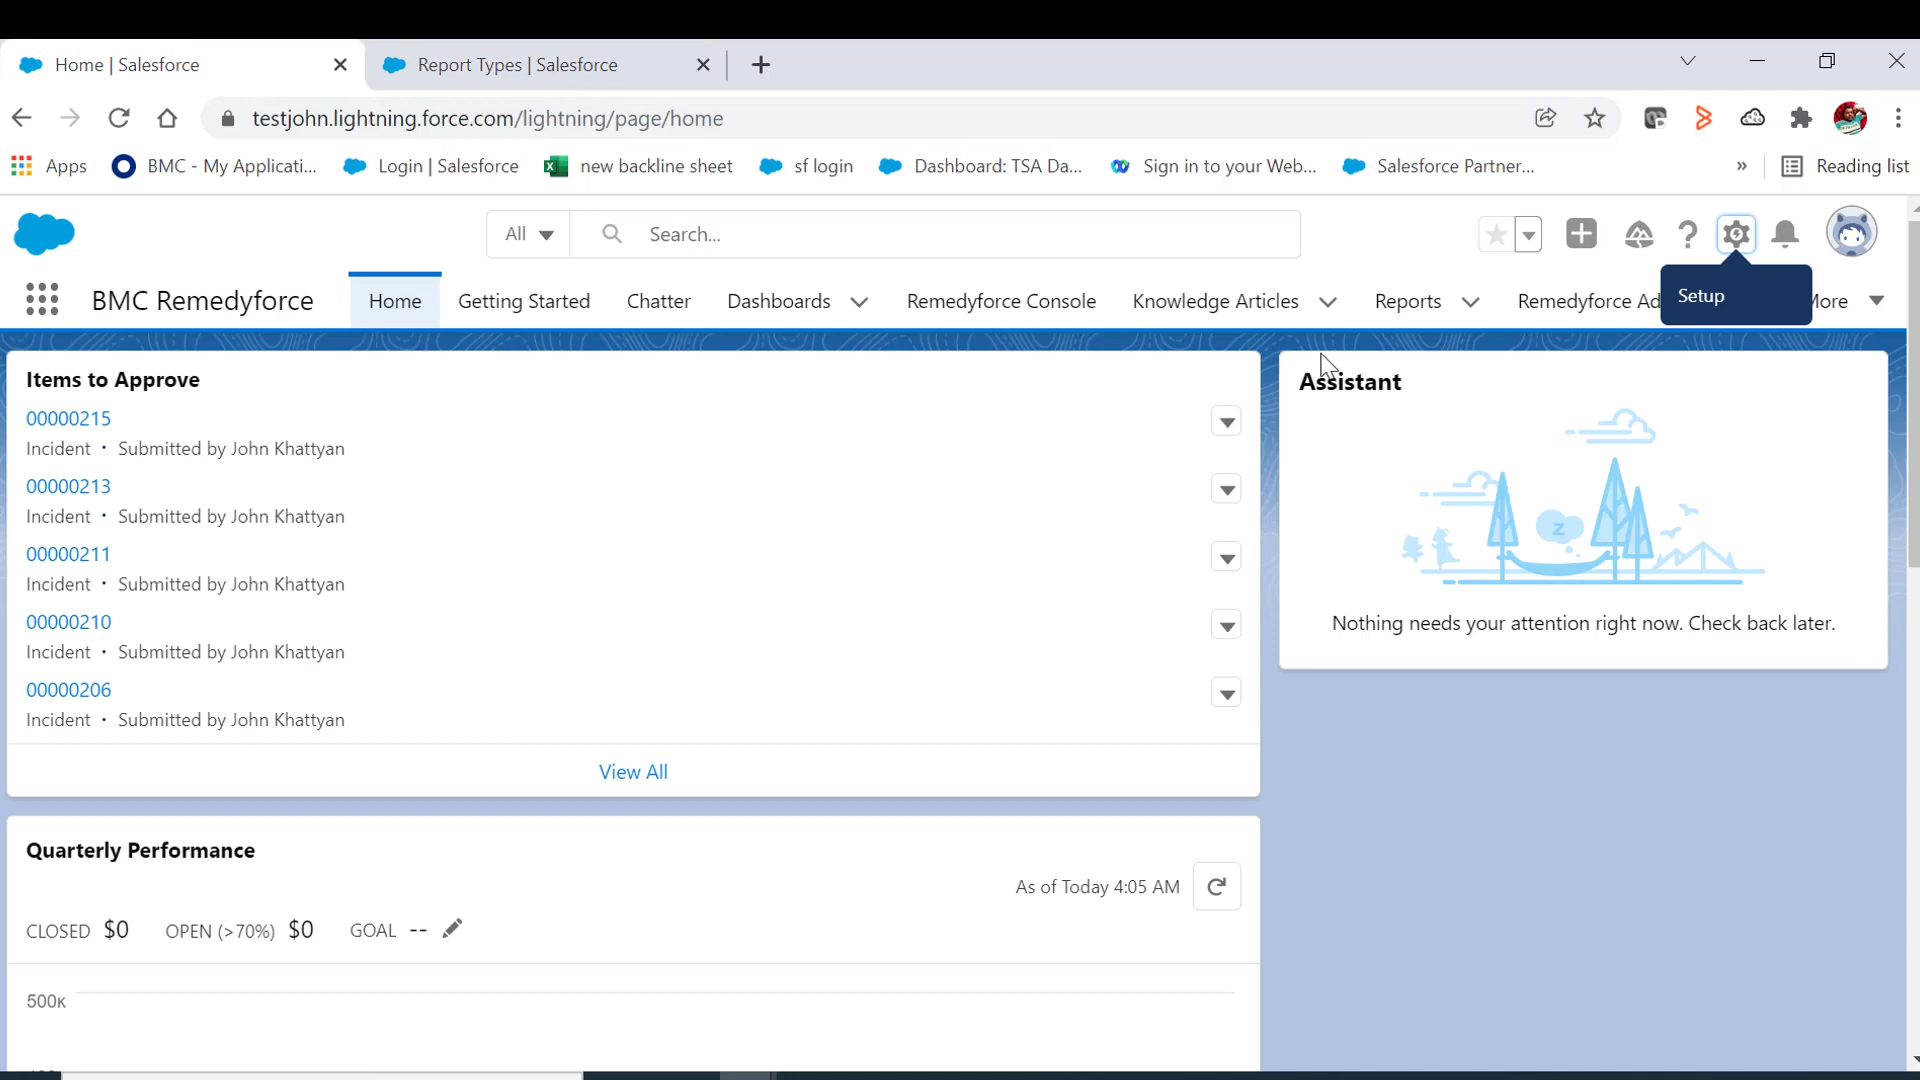 Home | Salesforce
Report Types | Salesforce
testjohn.lightning.force.com/lightning/page/home
Apps
BMC - My Applicati...
Login | Salesforce
new backline sheet
sf login
Dashboard: TSA Da...
Sign in to your Web...
Salesforce Partner...
»
Reading list
All
Search...
Setup
BMC Remedyforce
Home
Getting Started
Chatter
Dashboards
Remedyforce Console
Knowledge Articles
Reports
Remedyforce Ad
More
Items to Approve
00000215
Incident • Submitted by John Khattyan
00000213
Incident • Submitted by John Khattyan
00000211
Incident • Submitted by John Khattyan
00000210
Incident • Submitted by John Khattyan
00000206
Incident • Submitted by John Khattyan
View All
Assistant
z
Nothing needs your attention right now. Check back later.
Quarterly Performance
As of Today 4:05 AM
CLOSED $0 OPEN (>70%) $0 GOAL --
500K